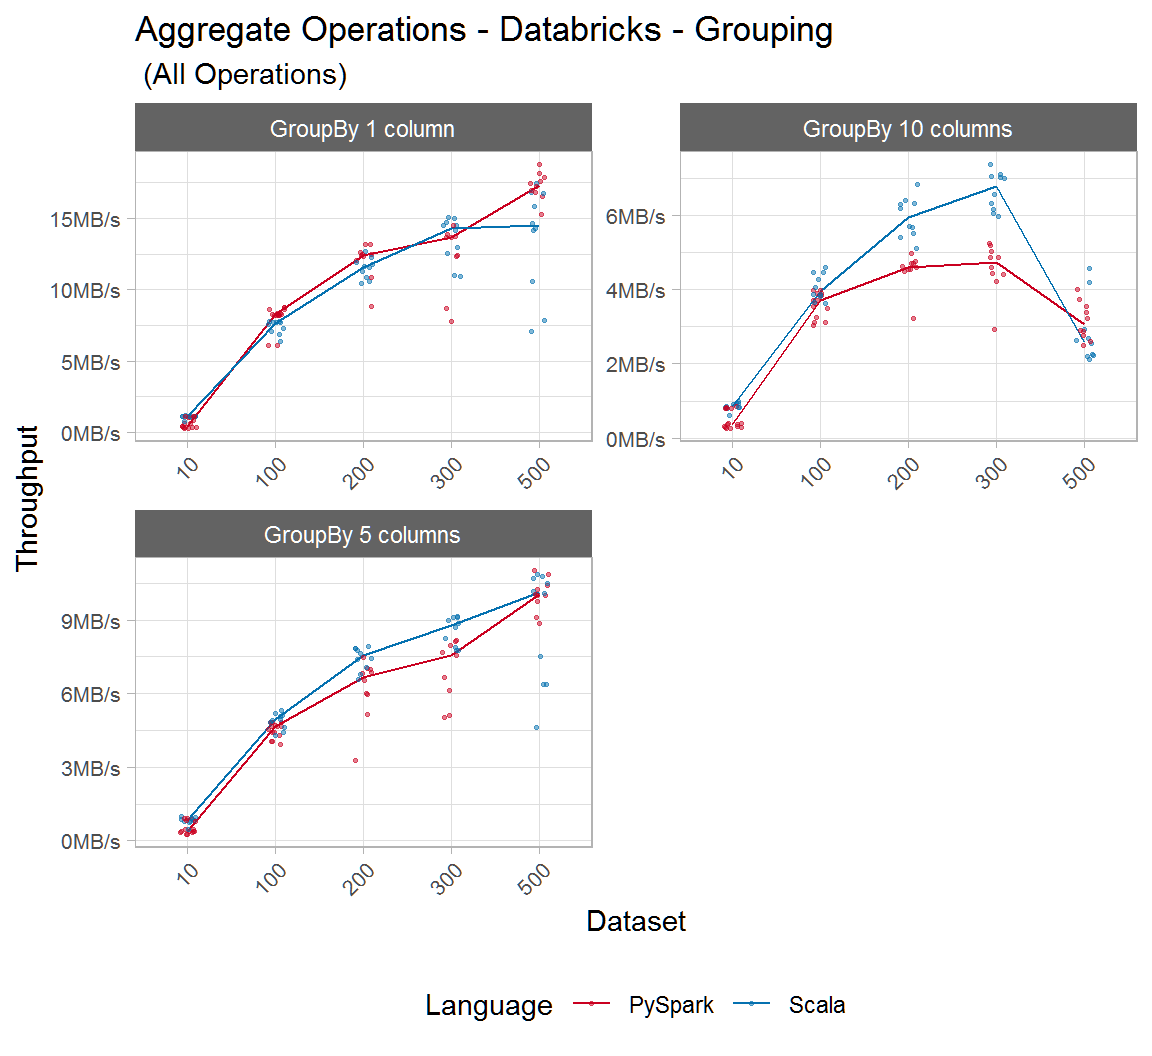 Aggregate Operations - Databricks - Grouping
(All Operations)
GroupBy 1 column
GroupBy 10 columns
15MB/s
10MB/s
5MB/s
0MB/s
10
100
200
300
500
6MB/s
4MB/s
2MB/s
0MB/s
10
100
200
300
500
Throughput
GroupBy 5 columns
9MB/s
6MB/s
3MB/s
0MB/s
10
100
200
300
500
Dataset
Language PySpark Scala